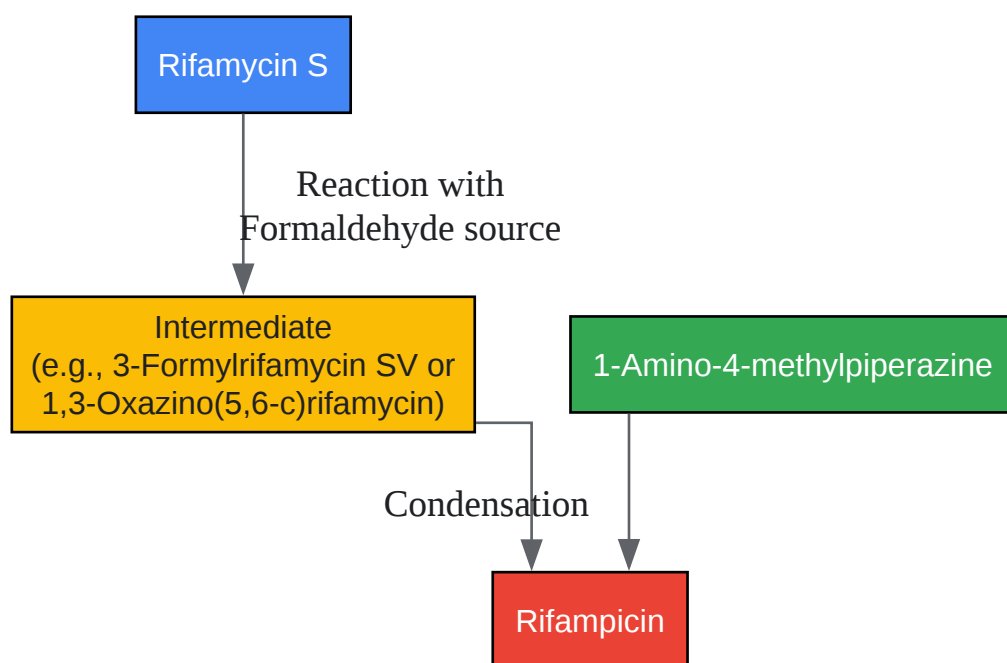 Rifamycin S
Reaction with
Formaldehyde source
Intermediate
(e.g., 3-Formylrifamycin SV or
1,3-Oxazino(5,6-c)rifamycin)
1-Amino-4-methylpiperazine
Condensation
Rifampicin